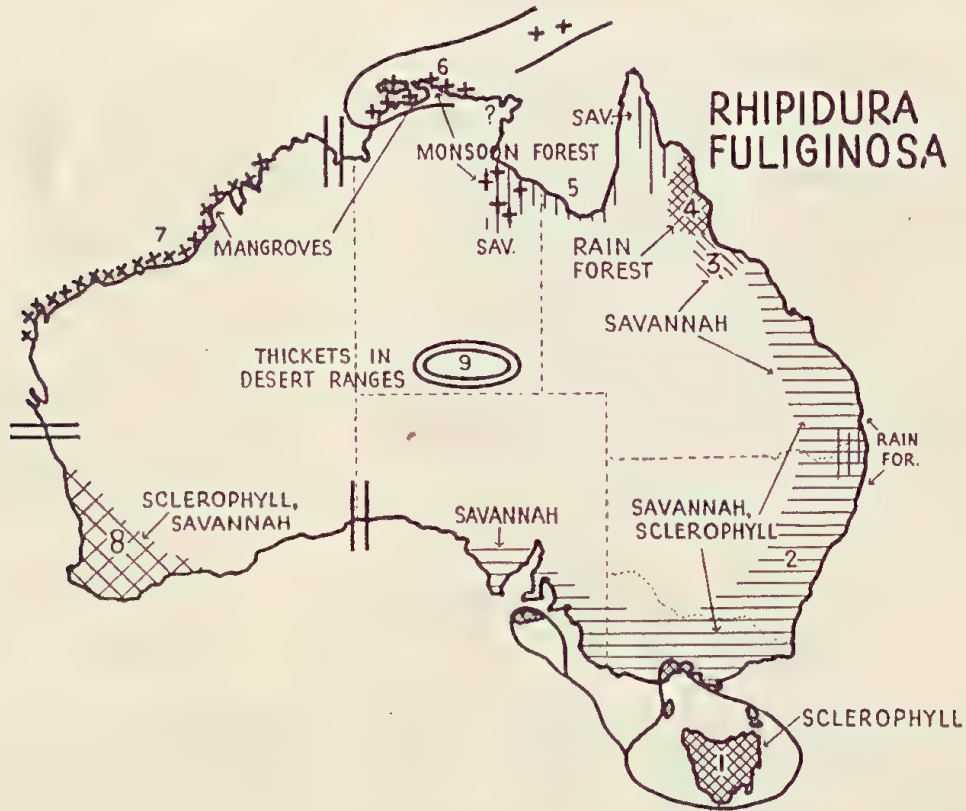 RHIPIDURA
FULIGINOSA
6
?
SAV.
MONSOON FOREST
5
4
7
MANGROVES
SAV.
RAIN
FOREST
3
SAVANNAH
THICKETS IN
DESERT RANGES
9
RAIN
FOR.
SCLEROPHYLL,
SAVANNAH
8
SAVANNAH
SAVANNAH,
SCLEROPHYLL
2
SCLEROPHYLL
1